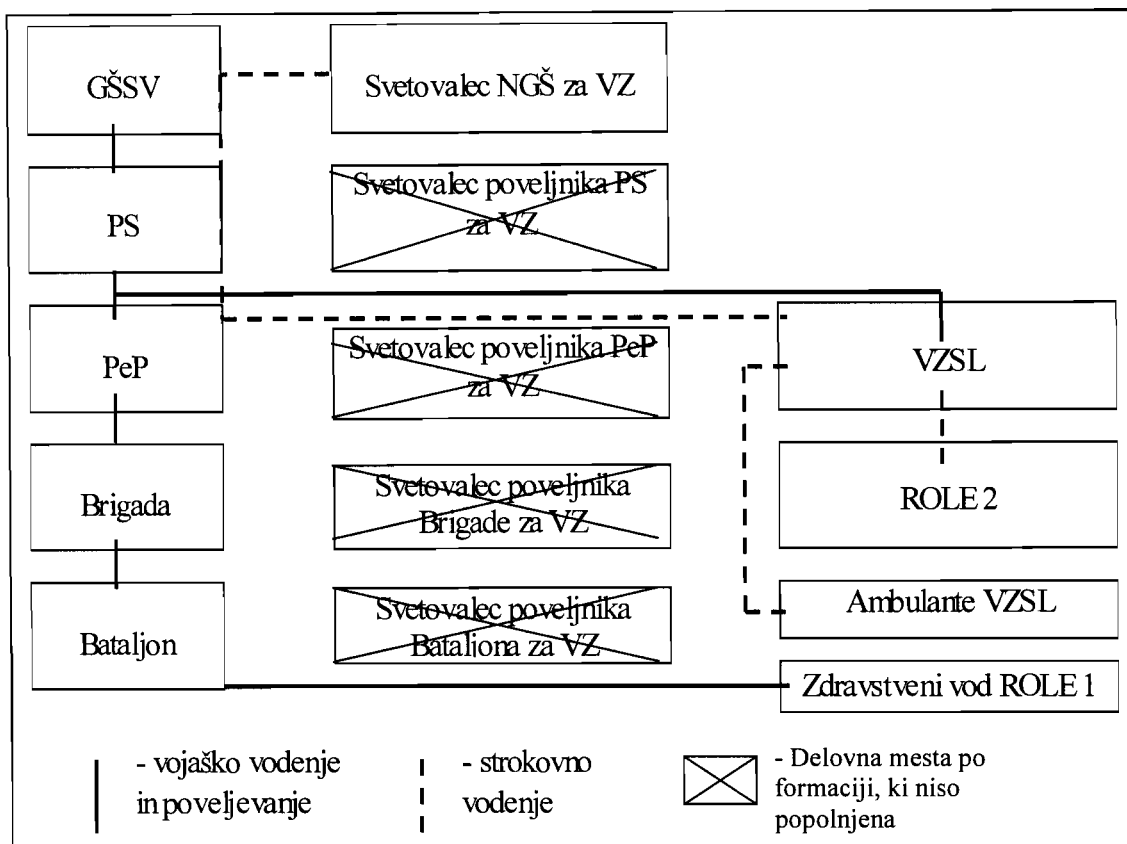 GŠSV
Svetovalec NGŠ za VZ
PS
Svetovalec poveljnika PS
za VZ
PeP
Svetovalec poveljnika PeP
za VZ
VZSL
Brigada
Svetovalec poveljnika
Brigade za VZ
ROLE 2
Bataljon
Svetovalec poveljnika
Bataljona za VZ
Ambulante VZSL
Zdravstveni vod ROLE 1
- vojaško vodenje
in poveljevanje
- strokovno
vodenje
- Delovna mesta po
formaciji, ki niso
popolnjena